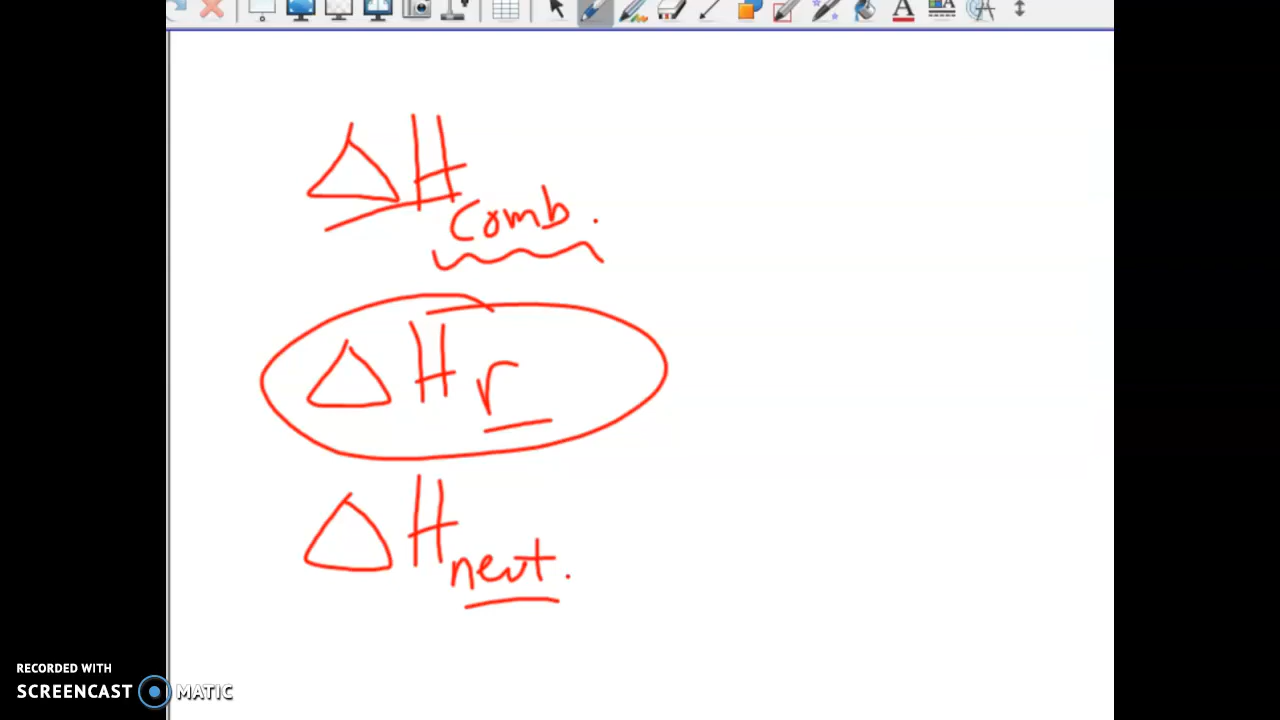 ΔH comb.
ΔH r
ΔH neut.
RECORDED WITH
SCREENCAST MATIC